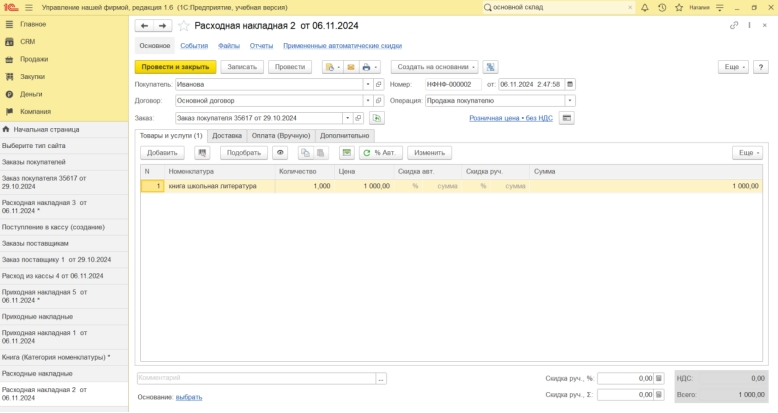 1С Управление нашей фирмой, редакция 1.6 (1С:Предприятие, учебная версия) основной склад × Наталия
Главное
CRM
Продажи
Закупки
Деньги
Компания
Начальная страница
Выберите тип сайта
Заказы покупателей
Заказ покупателя 35617 от
29.10.2024
Расходная накладная 3 от
06.11.2024 *
Поступление в кассу (создание)
Заказы поставщикам
Заказ поставщику 1 от 29.10.2024
Расход из кассы 4 от 06.11.2024
Приходная накладная 5 от
06.11.2024 *
Приходные накладные
Приходная накладная 1 от
06.11.2024
Книга (Категория номенклатуры) *
Расходные накладные
Расходная накладная 2 от
06.11.2024
Расходная накладная 2 от 06.11.2024
Основное События Файлы Отчеты Примененные автоматические скидки
Провести и закрыть Записать Провести Создать на основании Еще ?
Покупатель: Иванова Номер: НФНФ-000002 от: 06.11.2024 2:47:58
Договор: Основной договор Операция: Продажа покупателю
Заказ: Заказ покупателя 35617 от 29.10.2024 Розничная цена • без НДС
Товары и услуги (1) Доставка Оплата (Вручную) Дополнительно
Добавить Подобрать % Авт. Изменить Еще
N Номенклатура Количество Цена Скидка авт. Скидка руч. Сумма
1 книга школьная литература 1,000 1 000,00 % сумма % сумма 1 000,00
Комментарий ... Скидка руч., %: 0,00 НДС: 0,00
Основание: выбрать Скидка руч., Σ: 0,00 Всего: 1 000,00